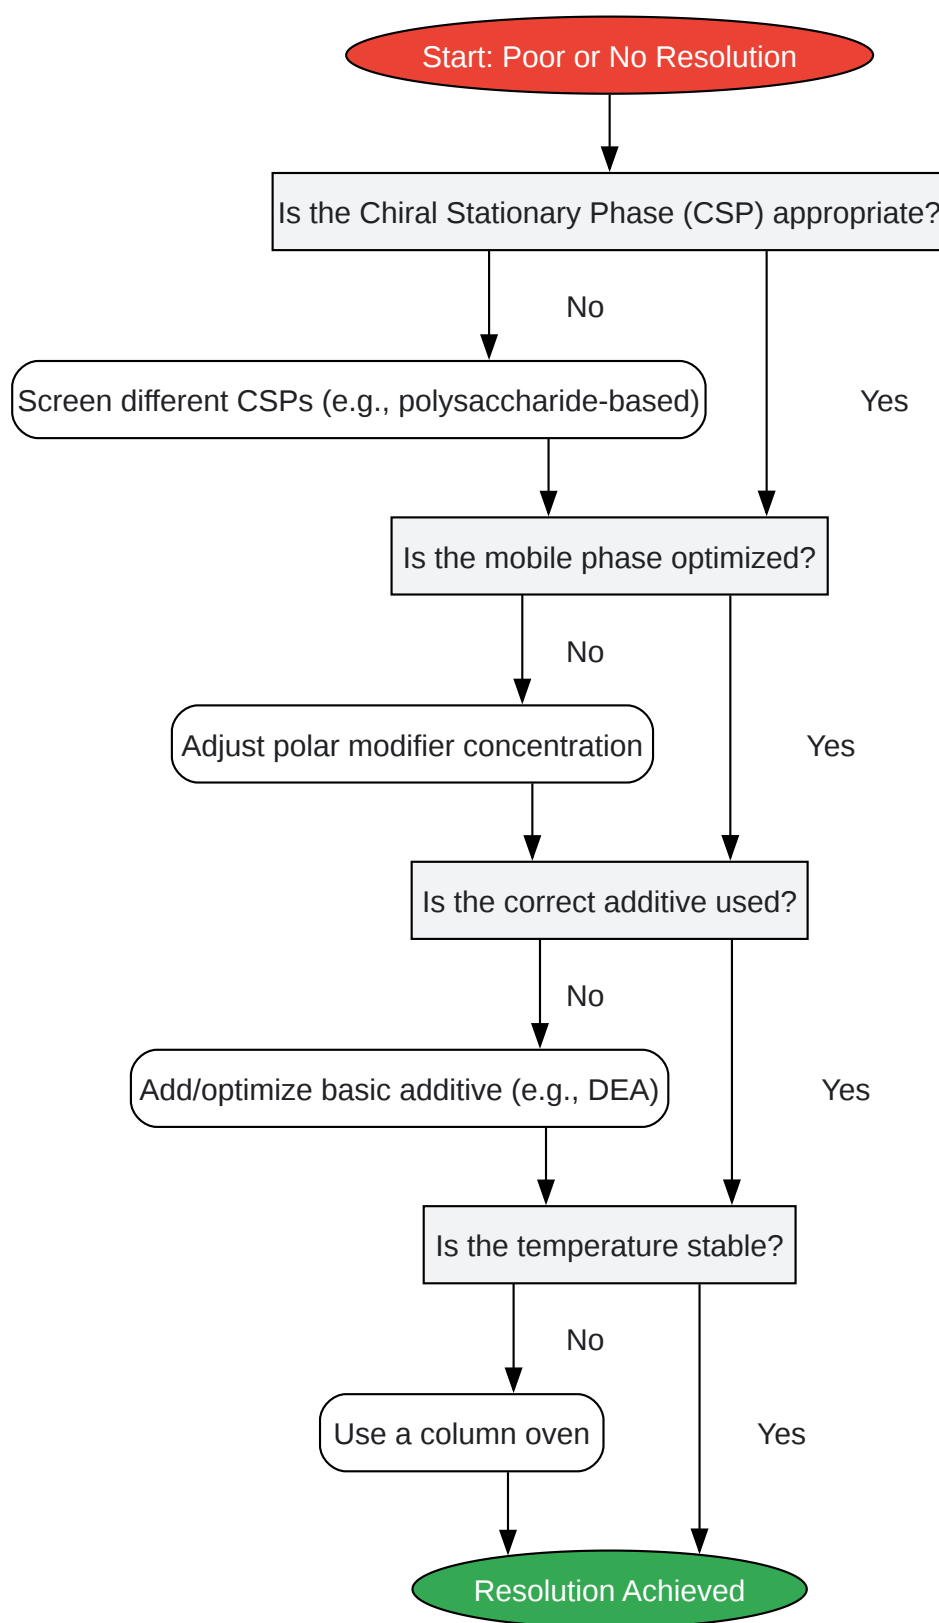 Start: Poor or No Resolution
Is the Chiral Stationary Phase (CSP) appropriate?
No
Screen different CSPs (e.g., polysaccharide-based)
Yes
Is the mobile phase optimized?
No
Adjust polar modifier concentration
Yes
Is the correct additive used?
No
Add/optimize basic additive (e.g., DEA)
Yes
Is the temperature stable?
No
Use a column oven
Yes
Resolution Achieved